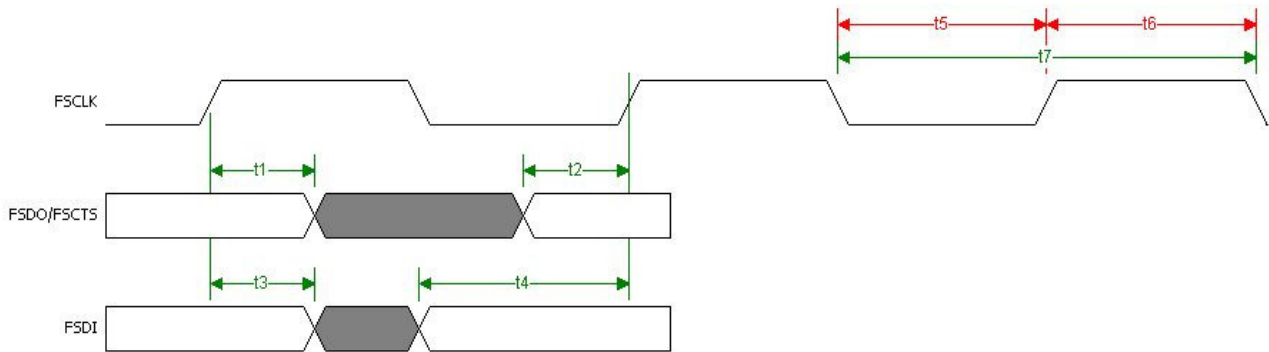 t5
t6
t7
FSCLK
t1
t2
FSDO/FSCTS
t3
t4
FSDI